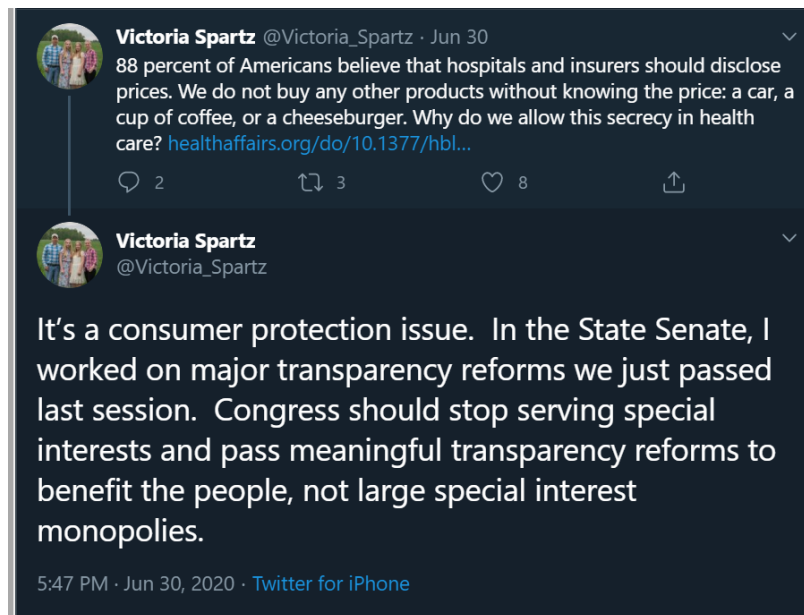 Victoria Spartz @Victoria_Spartz · Jun 30
88 percent of Americans believe that hospitals and insurers should disclose
prices. We do not buy any other products without knowing the price: a car, a
cup of coffee, or a cheeseburger. Why do we allow this secrecy in health
care? healthaffairs.org/do/10.1377/hbl...
2 3 8
Victoria Spartz
@Victoria_Spartz
It's a consumer protection issue.  In the State Senate, I
worked on major transparency reforms we just passed
last session.  Congress should stop serving special
interests and pass meaningful transparency reforms to
benefit the people, not large special interest
monopolies.
5:47 PM · Jun 30, 2020 · Twitter for iPhone